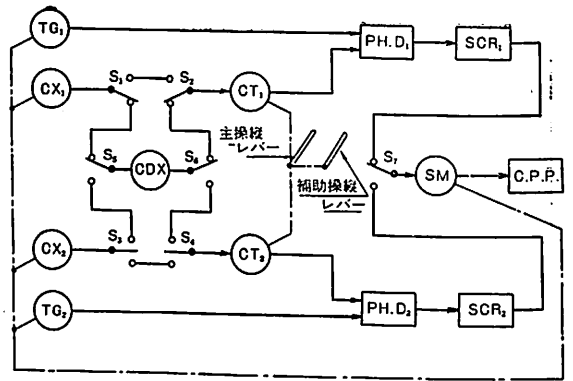 TG₁
PH.D₁
SCR₁
CX₁
S₁
S₂
CT₁
主操縦
レバー
S₅
CDX
S₆
補助操縦
レバー
S₇
SM
C.P.P.
CX₂
S₃
S₄
CT₂
TG₂
PH.D₂
SCR₂